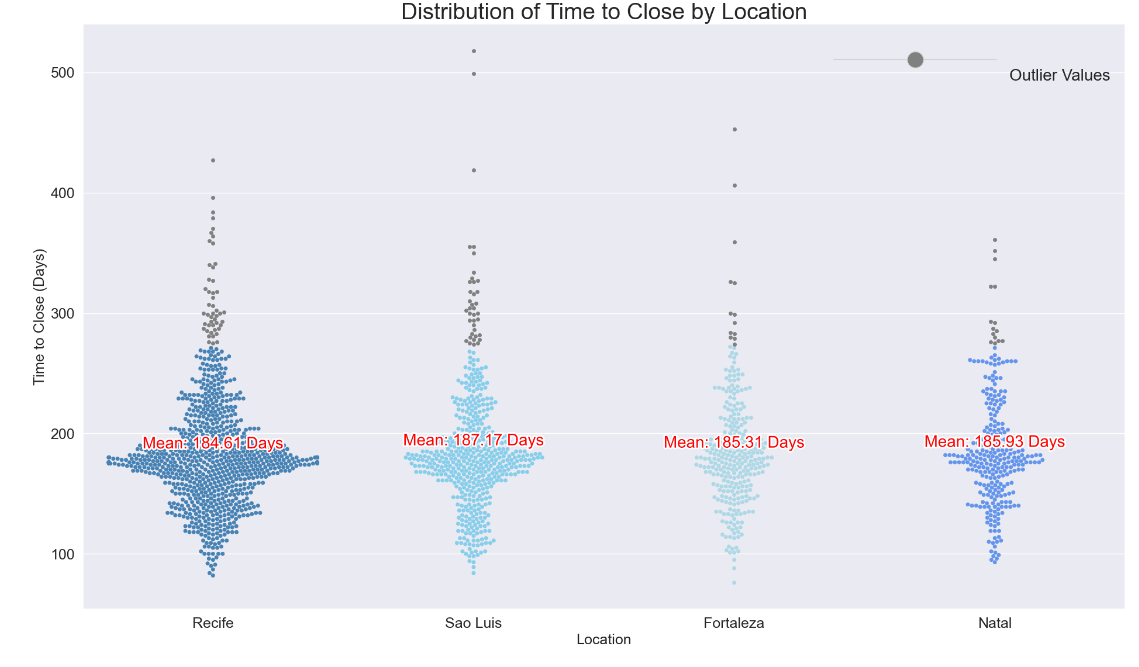 Distribution of Time to Close by Location
Outlier Values
500
400
300
200
100
Time to Close (Days)
Mean: 184.61 Days
Mean: 187.17 Days
Mean: 185.31 Days
Mean: 185.93 Days
Recife
Sao Luis
Fortaleza
Natal
Location